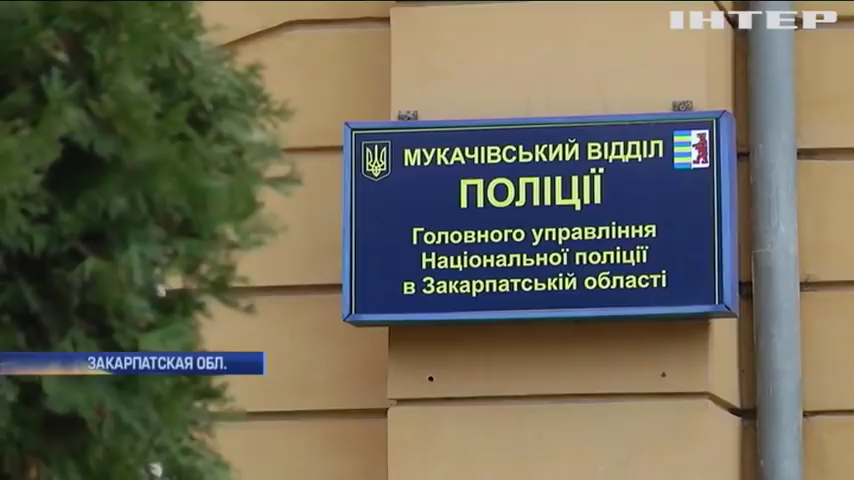 ІНТЕР
МУКАЧІВСЬКИЙ ВІДДІЛ
ПОЛІЦІЇ
Головного управління
Національної поліції
в Закарпатській області
ЗАКАРПАТСКАЯ ОБЛ.